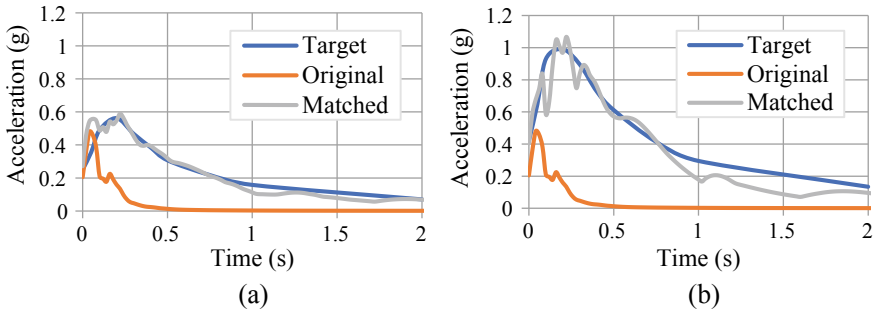 1.2
1
0.8
0.6
0.4
0.2
0
Acceleration (g)
Target
Original
Matched
0 0.5 1 1.5 2
Time (s)
(a)
1.2
1
0.8
0.6
0.4
0.2
0
Acceleration (g)
Target
Original
Matched
0 0.5 1 1.5 2
Time (s)
(b)